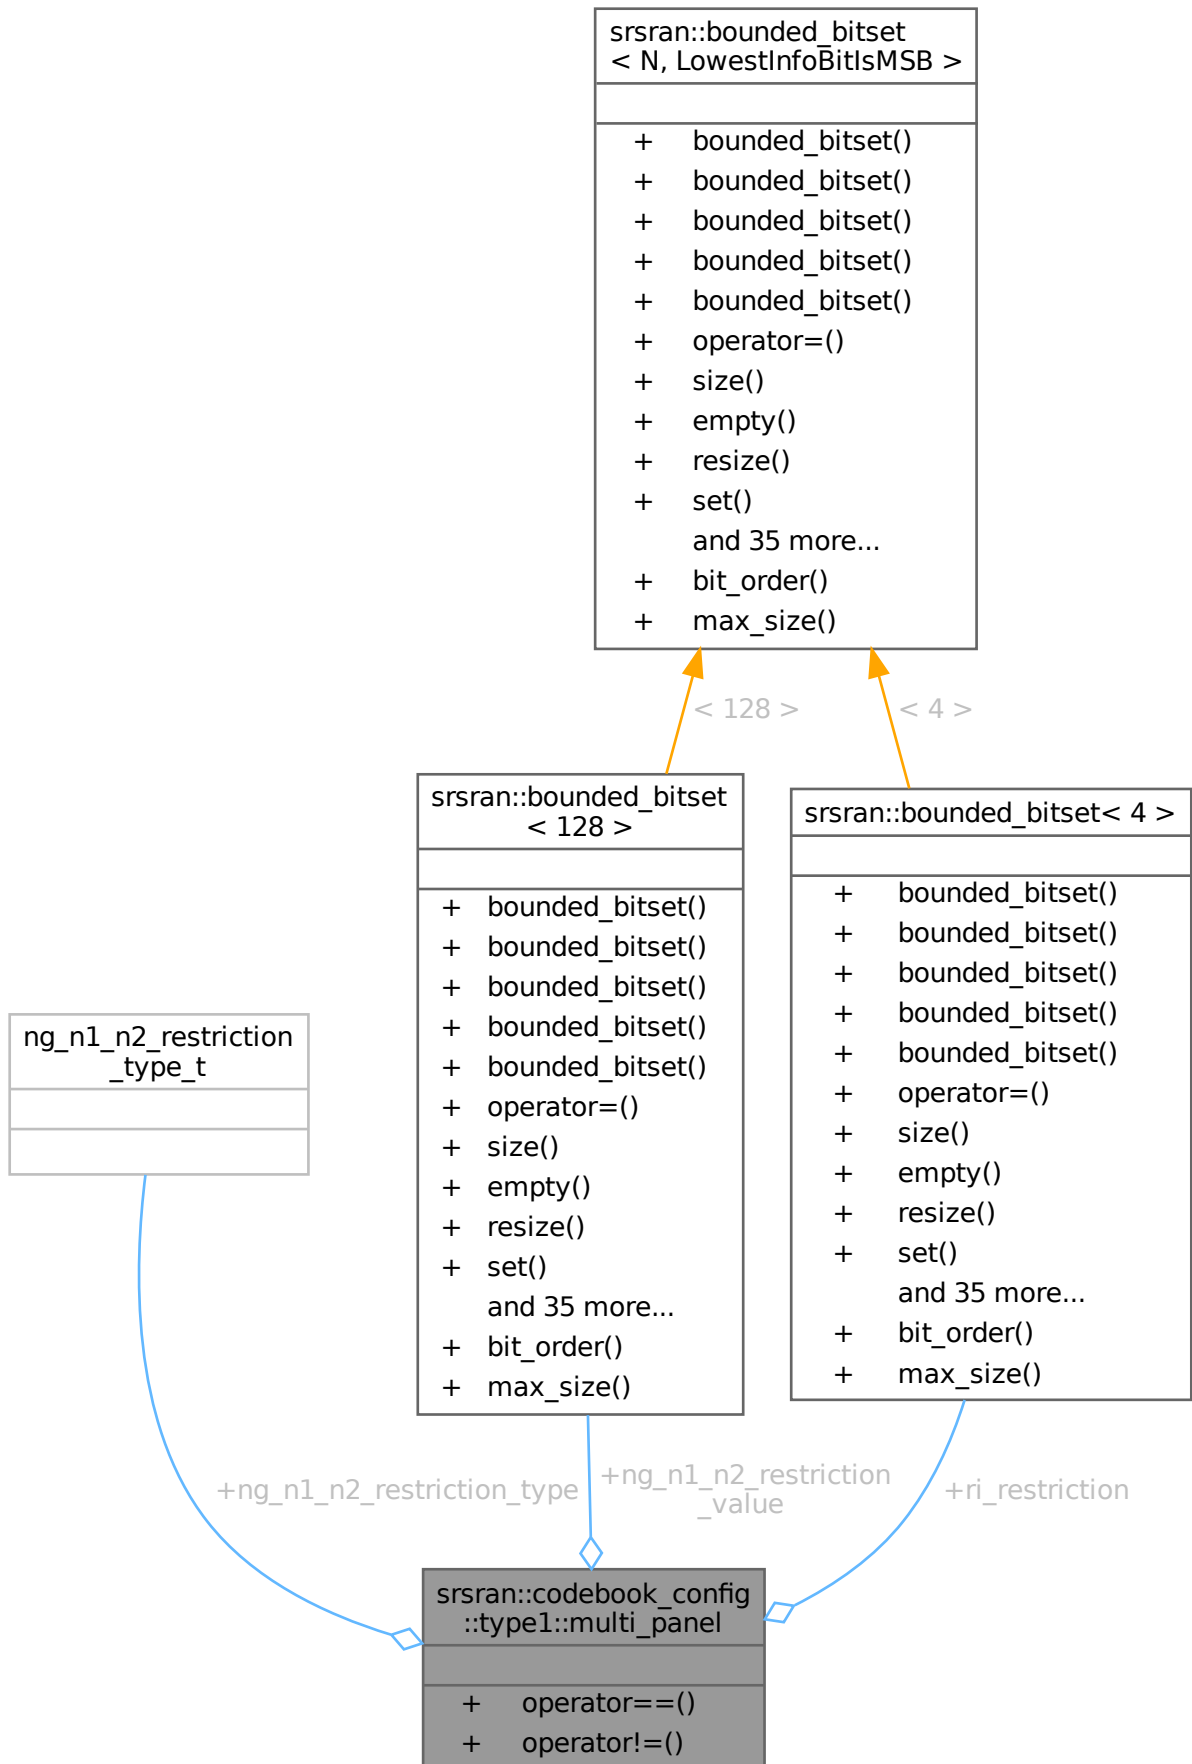 srsran::bounded_bitset
< N, LowestInfoBitIsMSB >
+ bounded_bitset()
+ bounded_bitset()
+ bounded_bitset()
+ bounded_bitset()
+ bounded_bitset()
+ operator=()
+ size()
+ empty()
+ resize()
+ set()
and 35 more...
+ bit_order()
+ max_size()
< 128 >
< 4 >
srsran::bounded_bitset
< 128 >
+ bounded_bitset()
+ bounded_bitset()
+ bounded_bitset()
+ bounded_bitset()
+ bounded_bitset()
+ operator=()
+ size()
+ empty()
+ resize()
+ set()
and 35 more...
+ bit_order()
+ max_size()
srsran::bounded_bitset< 4 >
+ bounded_bitset()
+ bounded_bitset()
+ bounded_bitset()
+ bounded_bitset()
+ bounded_bitset()
+ operator=()
+ size()
+ empty()
+ resize()
+ set()
and 35 more...
+ bit_order()
+ max_size()
ng_n1_n2_restriction
_type_t
+ng_n1_n2_restriction_type
+ng_n1_n2_restriction
_value
+ri_restriction
srsran::codebook_config
::type1::multi_panel
+ operator==()
+ operator!=()